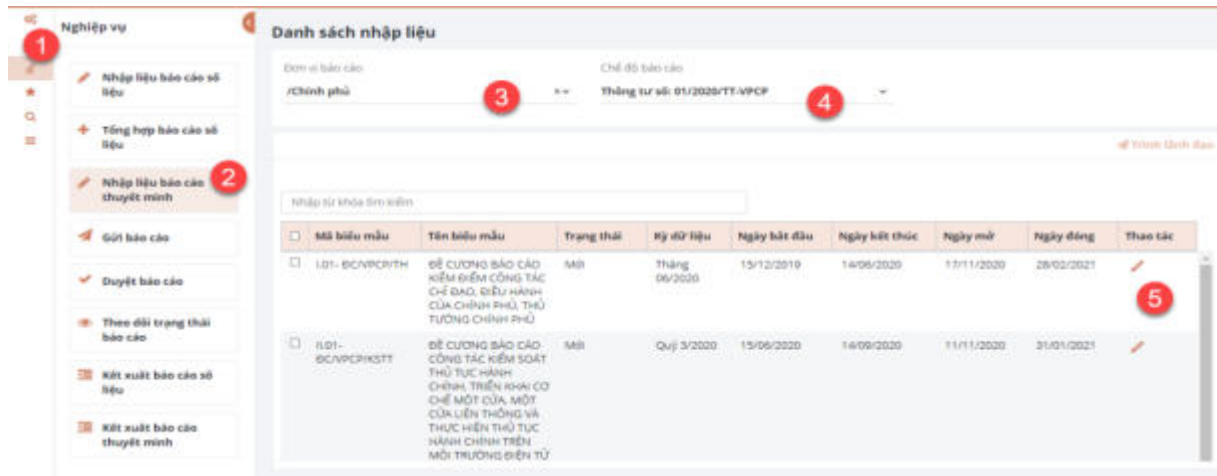 Nghiệp vụ
Danh sách nhập liệu
1
Đơn vị báo cáo
Chế độ báo cáo
/Chính phủ
3
Thông tư số: 01/2020/TT-VPCP
4
Nhập liệu báo cáo số
liệu
Tổng hợp báo cáo số
liệu
Trình lãnh đạo
Nhập liệu báo cáo
thuyết minh
2
Gửi báo cáo
Duyệt báo cáo
Theo dõi trạng thái
báo cáo
Kết xuất báo cáo số
liệu
Kết xuất báo cáo
thuyết minh
Nhập từ khóa tìm kiếm
Mã biểu mẫu Tên biểu mẫu Trạng thái Kỳ dữ liệu Ngày bắt đầu Ngày kết thúc Ngày mở Ngày đóng Thao tác
I.01- ĐC/VPCP/TH ĐỀ CƯƠNG BÁO CÁO Mới Tháng 15/12/2019 14/06/2020 17/11/2020 28/02/2021
KIỂM ĐIỂM CÔNG TÁC 06/2020
CHỈ ĐẠO, ĐIỀU HÀNH
CỦA CHÍNH PHỦ, THỦ
TƯỚNG CHÍNH PHỦ
5
II.01- ĐỀ CƯƠNG BÁO CÁO Mới Quý 3/2020 15/06/2020 14/09/2020 11/11/2020 31/01/2021
ĐC/VPCP/KSTT CÔNG TÁC KIỂM SOÁT
THỦ TỤC HÀNH
CHÍNH, TRIỂN KHAI CƠ
CHẾ MỘT CỬA, MỘT
CỬA LIÊN THÔNG VÀ
THỰC HIỆN THỦ TỤC
HÀNH CHÍNH TRÊN
MÔI TRƯỜNG ĐIỆN TỬ